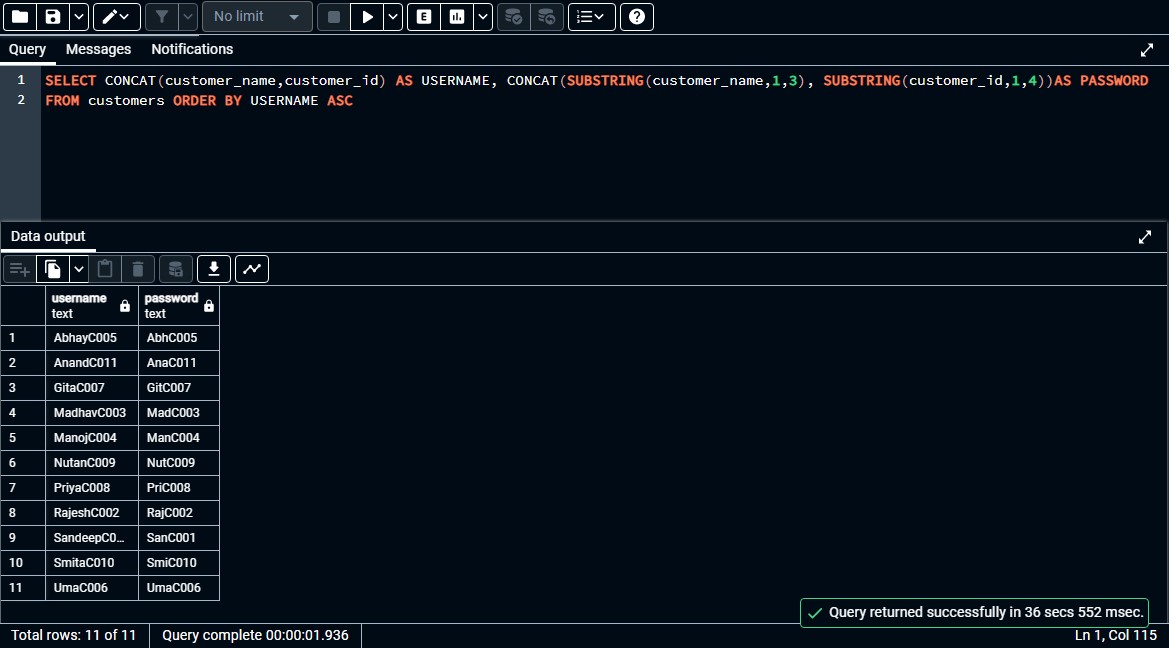 No limit
E
?
Query Messages Notifications
1 SELECT CONCAT(customer_name,customer_id) AS USERNAME, CONCAT(SUBSTRING(customer_name,1,3), SUBSTRING(customer_id,1,4))AS PASSWORD
2 FROM customers ORDER BY USERNAME ASC
Data output
username password
text text
1 AbhayC005 AbhC005
2 AnandC011 AnaC011
3 GitaC007 GitC007
4 MadhavC003 MadC003
5 ManojC004 ManC004
6 NutanC009 NutC009
7 PriyaC008 PriC008
8 RajeshC002 RajC002
9 SandeepC0... SanC001
10 SmitaC010 SmiC010
11 UmaC006 UmaC006
Query returned successfully in 36 secs 552 msec.
Total rows: 11 of 11 Query complete 00:00:01.936 Ln 1, Col 115